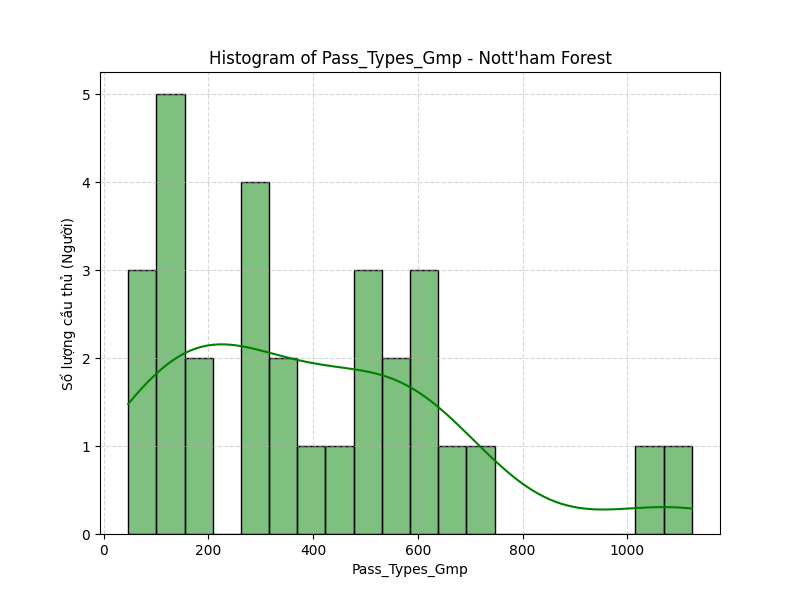 Histogram of Pass_Types_Gmp - Nott'ham Forest
Số lượng cầu thủ (Người)
5
4
3
2
1
0
0 200 400 600 800 1000
Pass_Types_Gmp